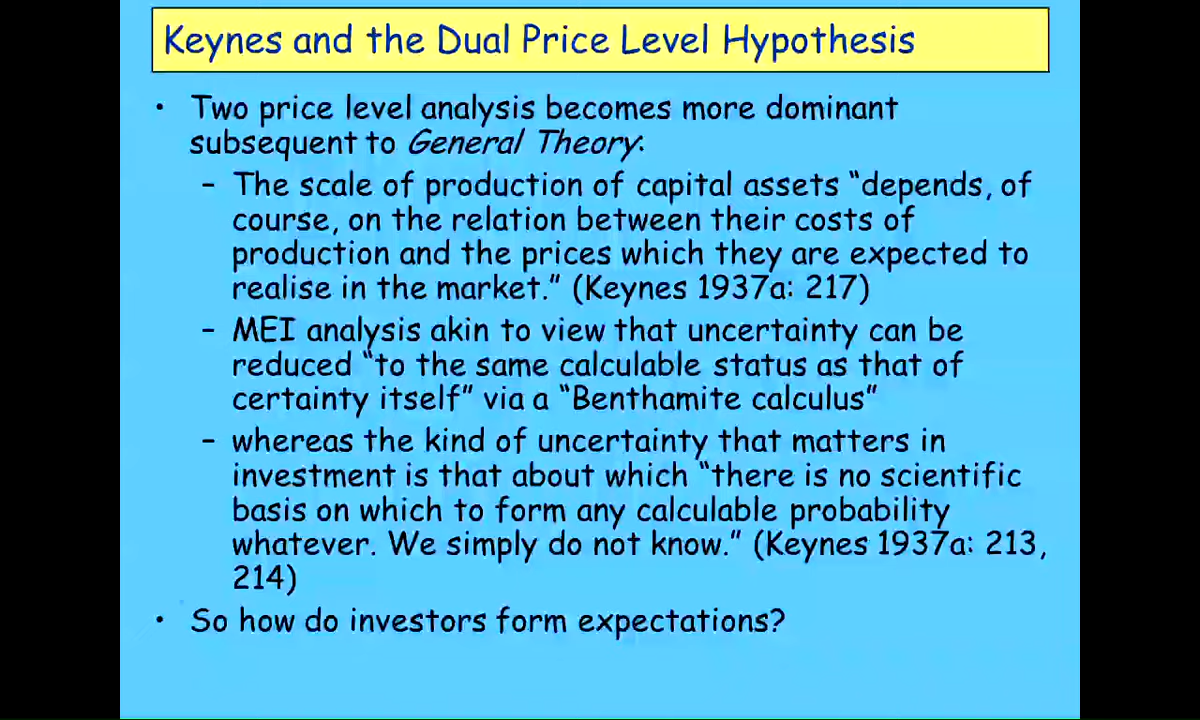 Keynes and the Dual Price Level Hypothesis
• Two price level analysis becomes more dominant
subsequent to General Theory:
– The scale of production of capital assets “depends, of
course, on the relation between their costs of
production and the prices which they are expected to
realise in the market.” (Keynes 1937a: 217)
– MEI analysis akin to view that uncertainty can be
reduced “to the same calculable status as that of
certainty itself” via a “Benthamite calculus”
– whereas the kind of uncertainty that matters in
investment is that about which “there is no scientific
basis on which to form any calculable probability
whatever. We simply do not know.” (Keynes 1937a: 213,
214)
• So how do investors form expectations?